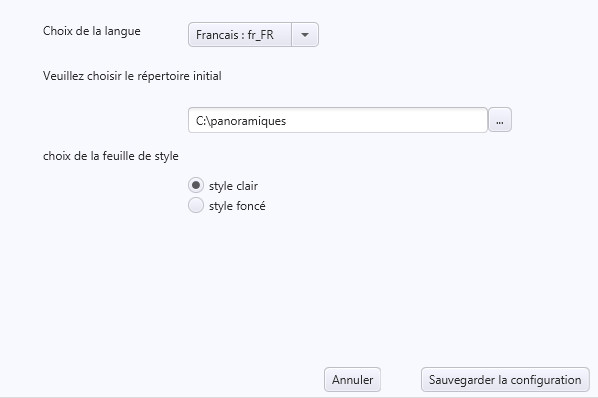 Choix de la langue
Francais : fr_FR
Veuillez choisir le répertoire initial
C:\panoramiques
...
choix de la feuille de style
style clair
style foncé
Annuler
Sauvegarder la configuration